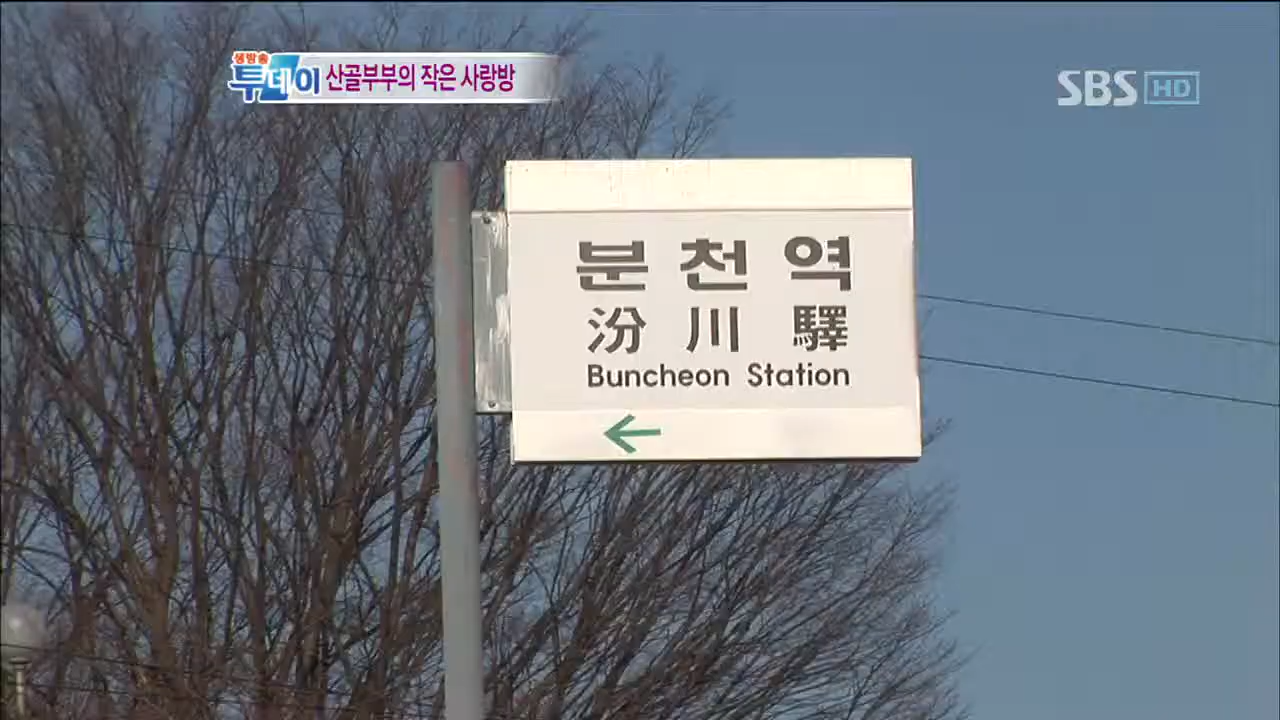 생방송
투데이 산골부부의 작은 사랑방
SBS HD
분천역
汾川驛
Buncheon Station